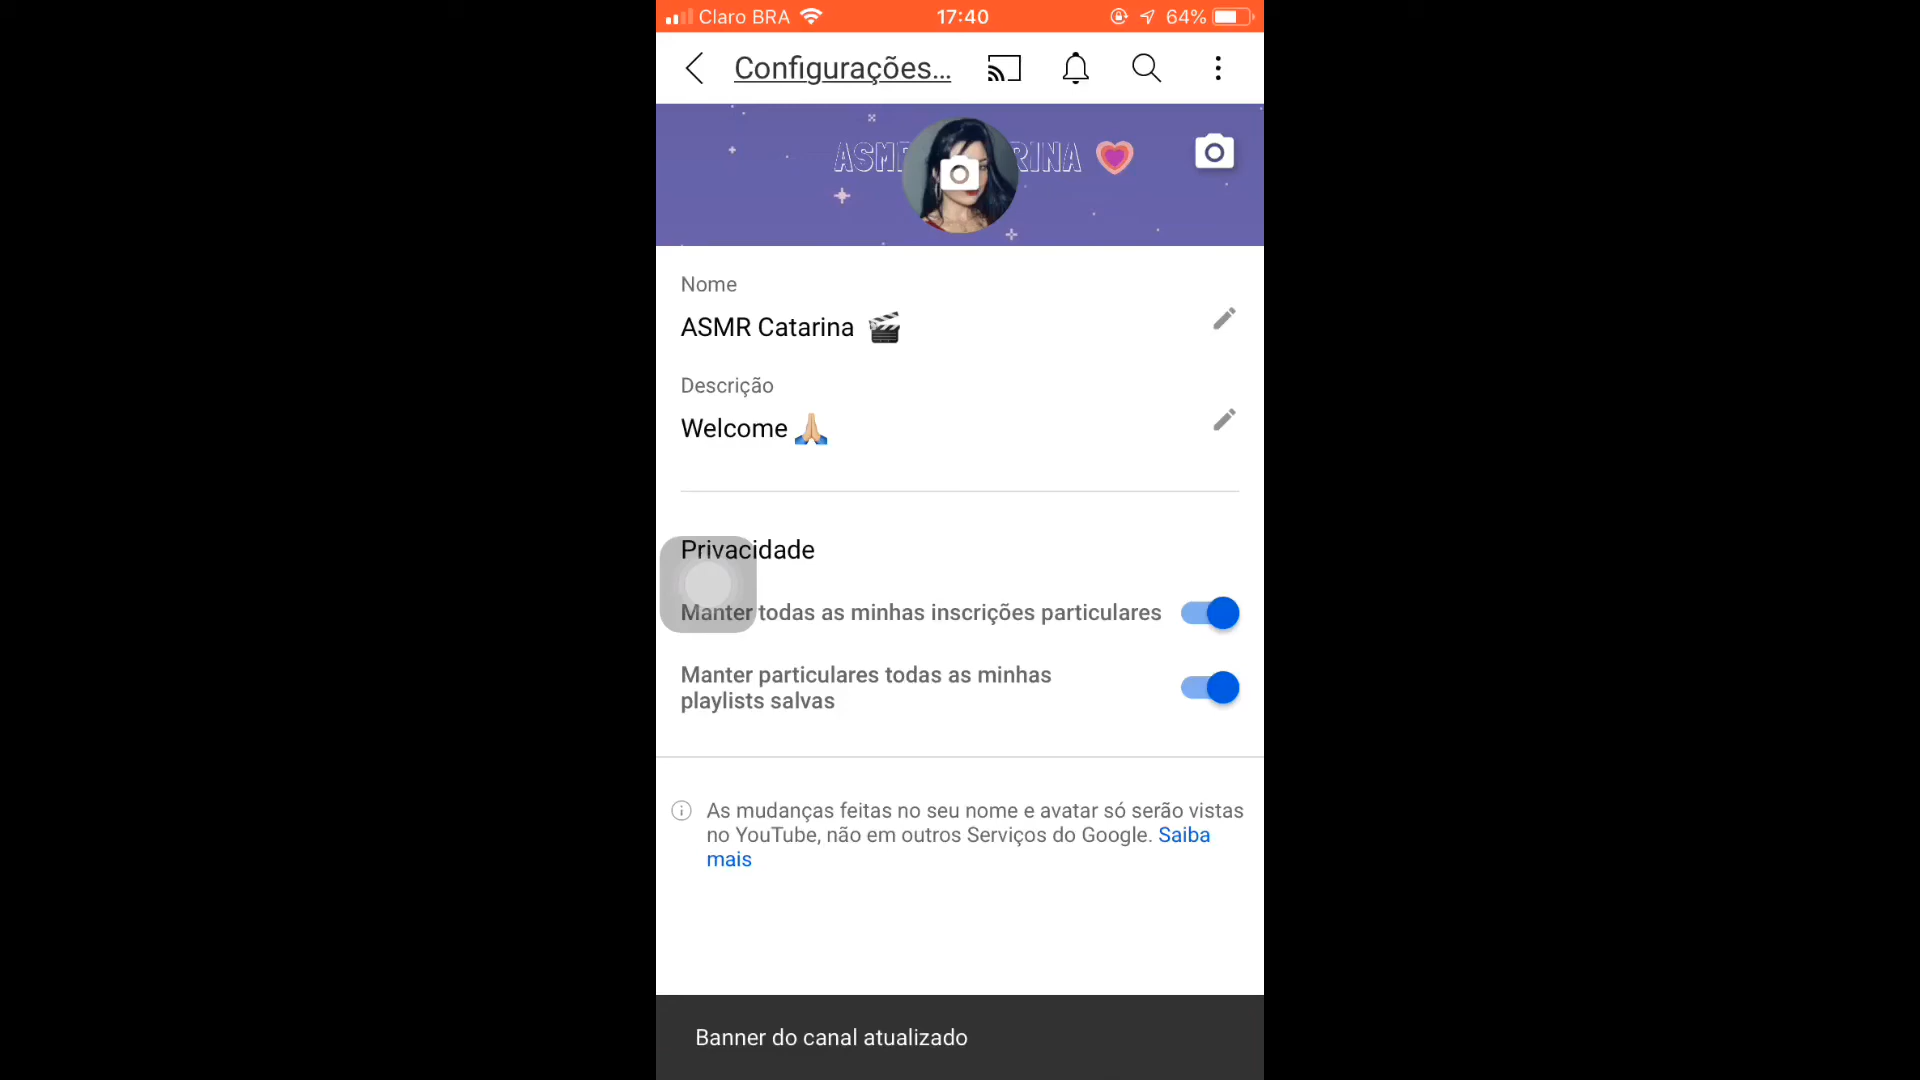 Claro BRA 17:40 64%
Configurações...
ASMR CATARINA
Nome
ASMR Catarina 🎬
Descrição
Welcome 🙏🏼
Privacidade
Manter todas as minhas inscrições particulares
Manter particulares todas as minhas
playlists salvas
As mudanças feitas no seu nome e avatar só serão vistas
no YouTube, não em outros Serviços do Google. Saiba
mais
Banner do canal atualizado